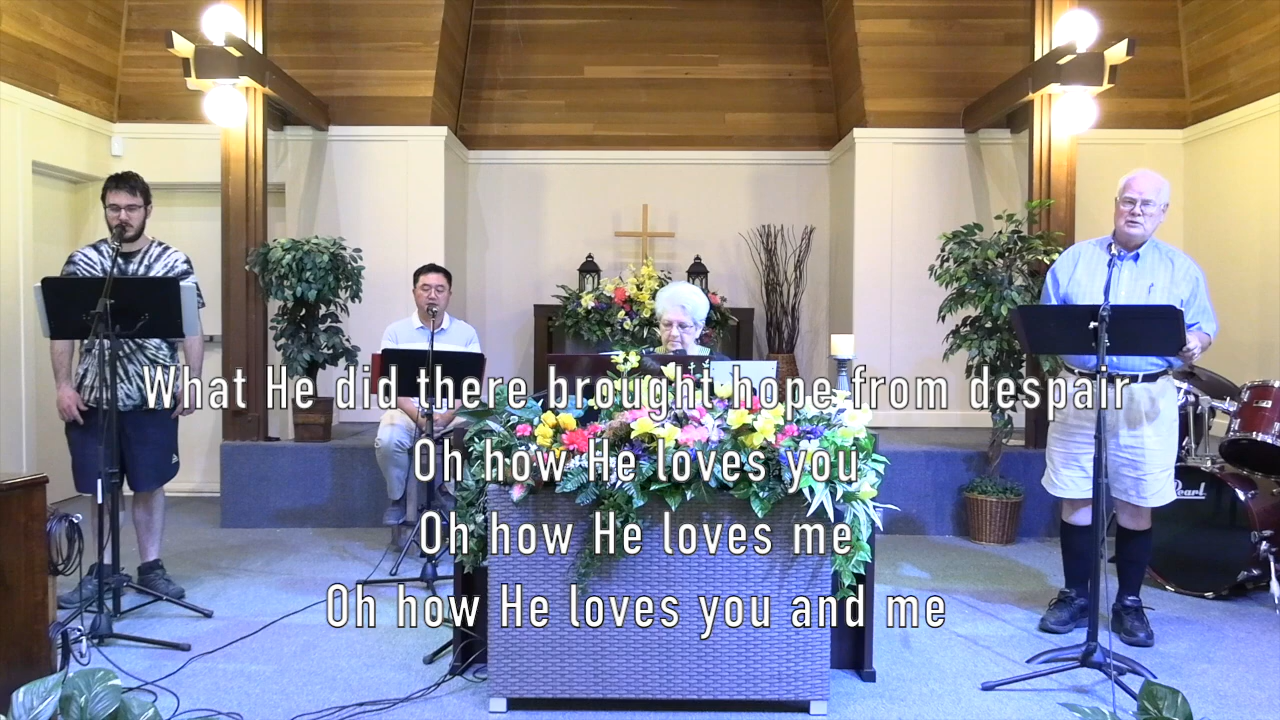 What He did there brought hope from despair
Oh how He loves you
Oh how He loves me
Oh how He loves you and me
Pearl